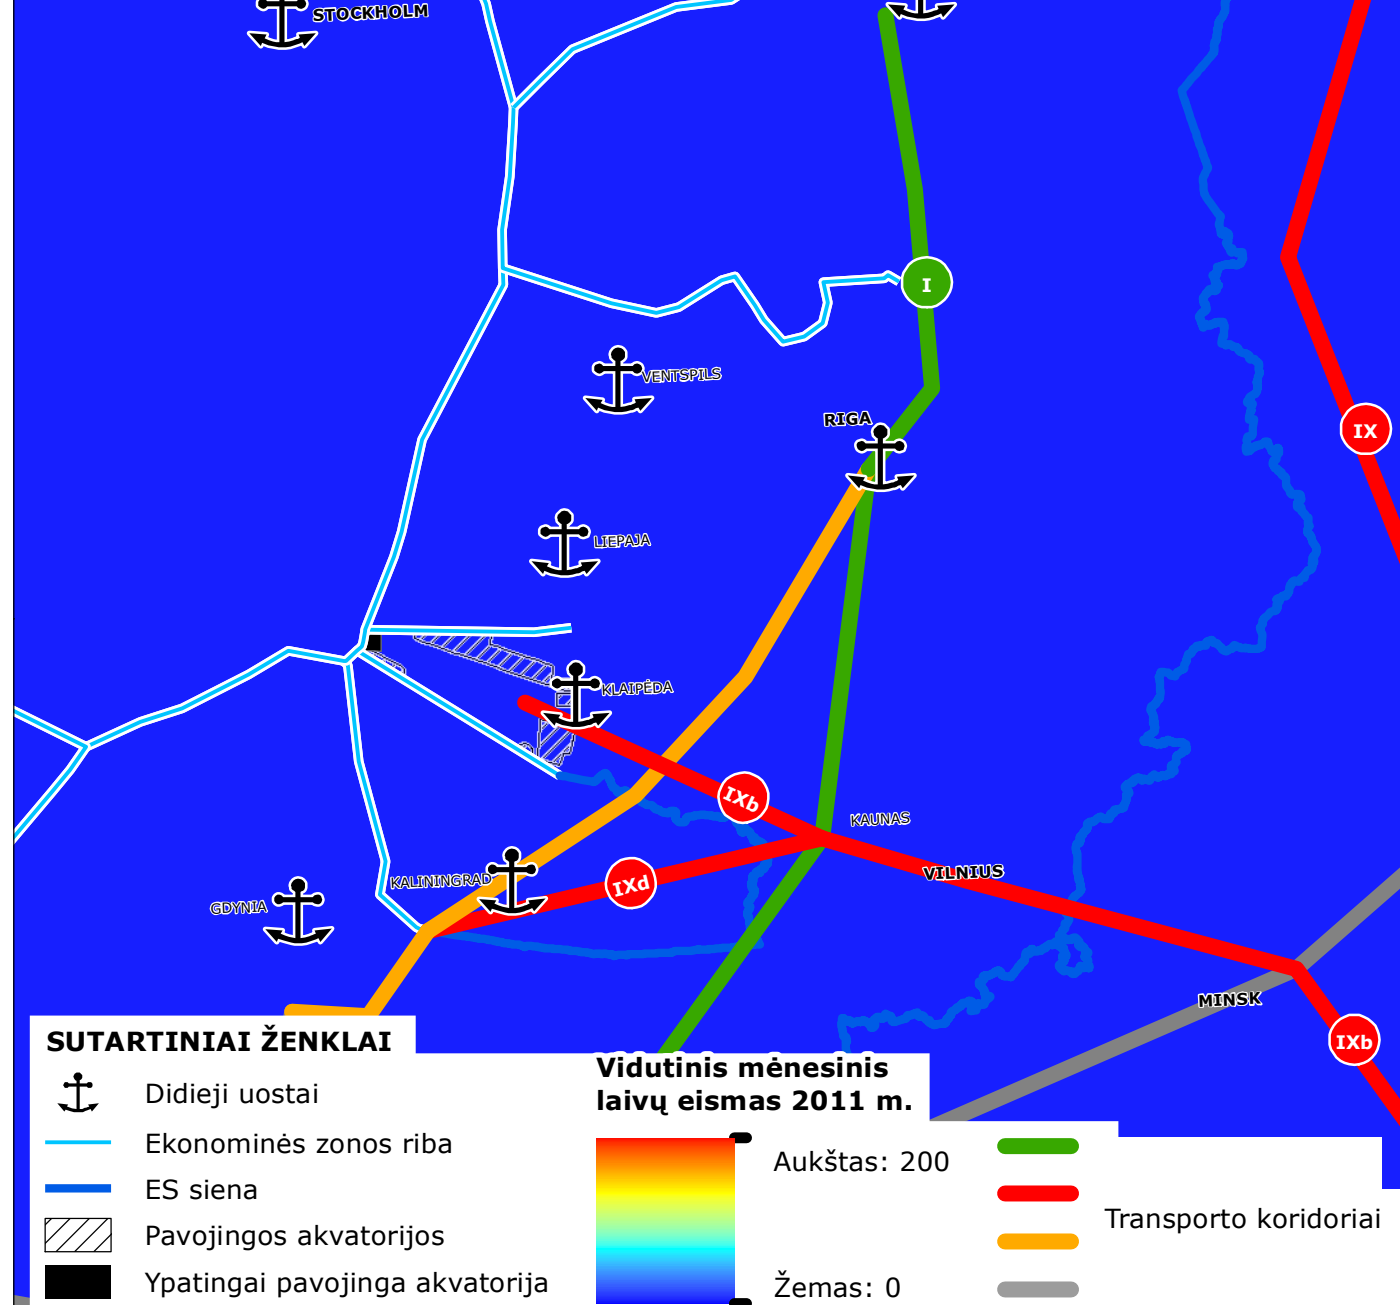 STOCKHOLM
I
VENTSPILS
RIGA
IX
LIEPAJA
KLAIPĖDA
IXb
KAUNAS
VILNIUS
KALININGRAD
IXd
GDYNIA
MINSK
IXb
SUTARTINIAI ŽENKLAI
Didieji uostai
Ekonominės zonos riba
ES siena
Pavojingos akvatorijos
Ypatingai pavojinga akvatorija
Vidutinis mėnesinis
laivų eismas 2011 m.
Aukštas: 200
Žemas: 0
Transporto koridoriai